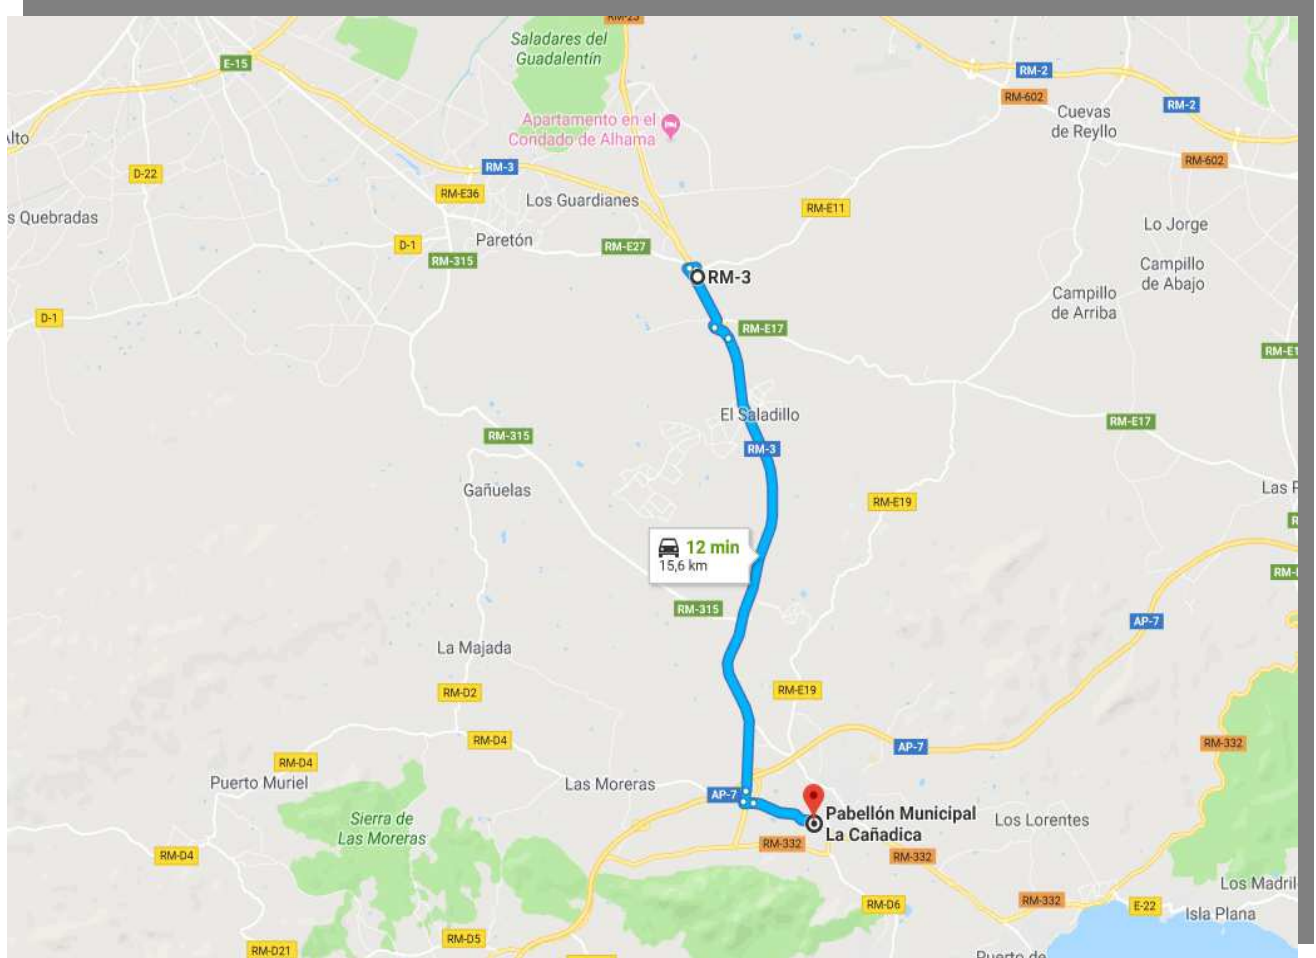 RM-23
Saladares del
Guadalentín
E-15
RM-2
RM-602
RM-2
Cuevas
de Reyllo
Apartamento en el
Condado de Alhama
Alto
RM-602
RM-3
D-22
RM-E36
Los Guardianes
RM-E11
s Quebradas
Lo Jorge
D-1
Paretón
RM-E27
RM-315
Campillo
de Abajo
RM-3
Campillo
de Arriba
D-1
RM-E17
RM-E1
El Saladillo
RM-E17
RM-315
RM-3
Gañuelas
Las
RM-E19
12 min
15,6 km
RM-315
AP-7
La Majada
RM-D2
RM-E19
RM-D4
AP-7
RM-332
RM-D4
Puerto Muriel
Las Moreras
AP-7
Pabellón Municipal
La Cañadica
Los Lorentes
Sierra de
Las Moreras
RM-332
RM-D4
RM-332
Los Madril
RM-332
RM-D6
E-22
Isla Plana
RM-D5
RM-D21
Puerto de